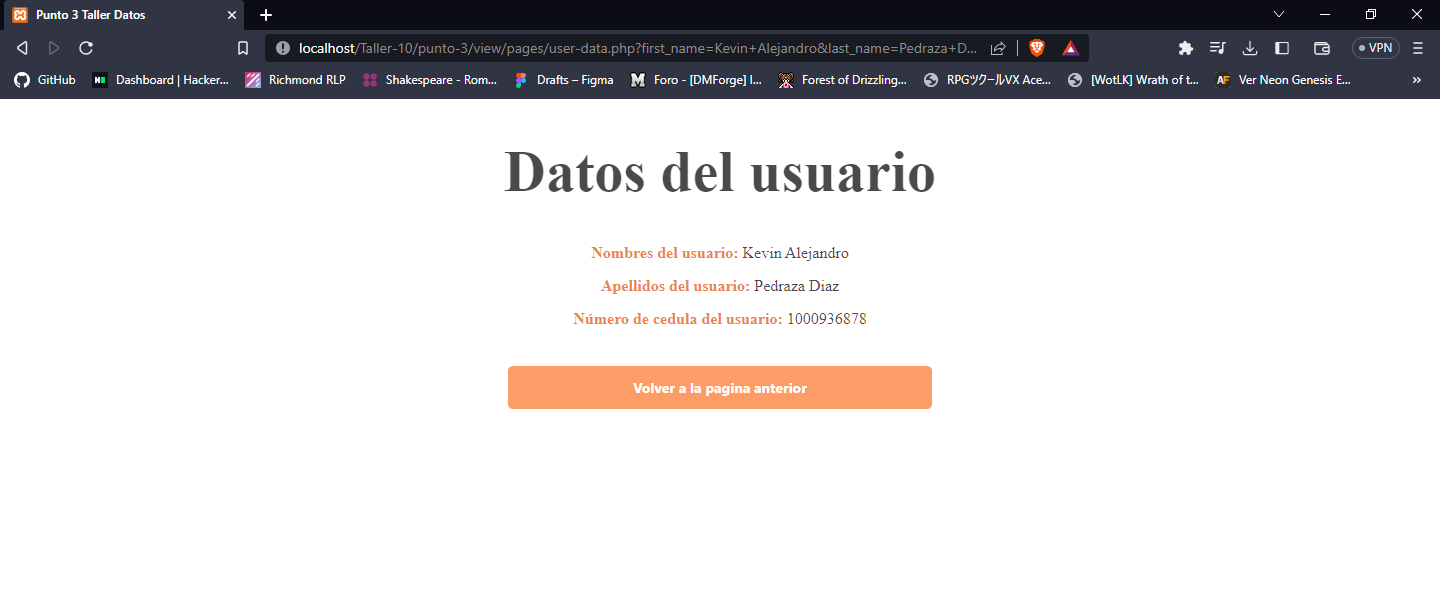 Punto 3 Taller Datos
localhost/Taller-10/punto-3/view/pages/user-data.php?first_name=Kevin+Alejandro&last_name=Pedraza+D...
VPN
GitHub
Dashboard | Hacker...
Richmond RLP
Shakespeare - Rom...
Drafts – Figma
Foro - [DMForge] I...
Forest of Drizzling...
RPGツクールVX Ace...
[WotLK] Wrath of t...
Ver Neon Genesis E...
»
Datos del usuario
Nombres del usuario: Kevin Alejandro
Apellidos del usuario: Pedraza Diaz
Número de cedula del usuario: 1000936878
Volver a la pagina anterior